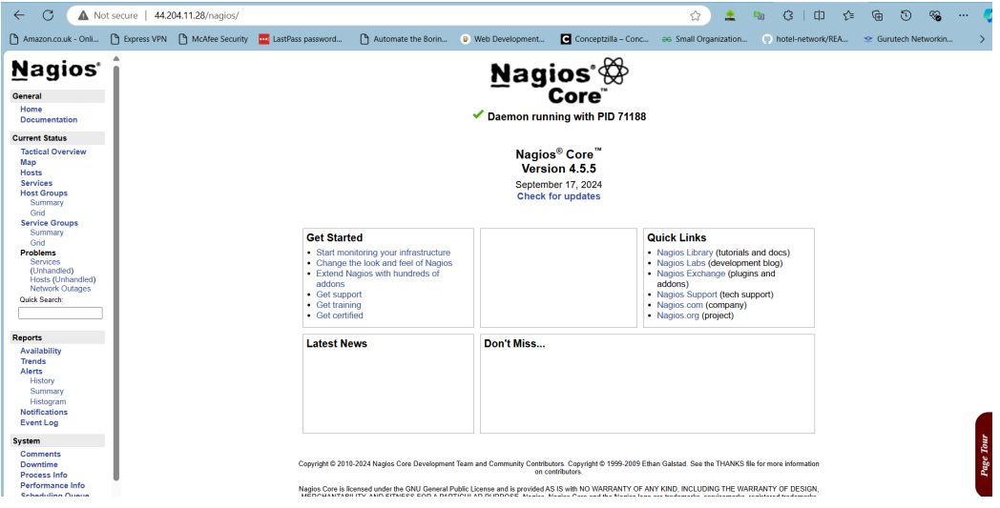 Not secure
44.204.11.28/nagios/
Amazon.co.uk - Onli...
Express VPN
McAfee Security
LastPass password...
Automate the Borin...
Web Development...
Conceptzilla – Conc...
Small Organization...
hotel-network/REA...
Gurutech Networkin...
Nagios®
General
Home
Documentation
Current Status
Tactical Overview
Map
Hosts
Services
Host Groups
Summary
Grid
Service Groups
Summary
Grid
Problems
Services
(Unhandled)
Hosts (Unhandled)
Network Outages
Quick Search:
Reports
Availability
Trends
Alerts
History
Summary
Histogram
Notifications
Event Log
System
Comments
Downtime
Process Info
Performance Info
Scheduling Queue
Nagios®
Core™
Daemon running with PID 71188
Nagios® Core™
Version 4.5.5
September 17, 2024
Check for updates
Get Started
• Start monitoring your infrastructure
• Change the look and feel of Nagios
• Extend Nagios with hundreds of
addons
• Get support
• Get training
• Get certified
Quick Links
• Nagios Library (tutorials and docs)
• Nagios Labs (development blog)
• Nagios Exchange (plugins and
addons)
• Nagios Support (tech support)
• Nagios.com (company)
• Nagios.org (project)
Latest News
Don't Miss...
Page Tour
Copyright © 2010-2024 Nagios Core Development Team and Community Contributors. Copyright © 1999-2009 Ethan Galstad. See the THANKS file for more information
on contributors.
Nagios Core is licensed under the GNU General Public License and is provided AS IS with NO WARRANTY OF ANY KIND, INCLUDING THE WARRANTY OF DESIGN,
MERCHANTABILITY, AND FITNESS FOR A PARTICULAR PURPOSE. Nagios, Nagios Core and the Nagios logo are trademarks, servicemarks, registered trademarks